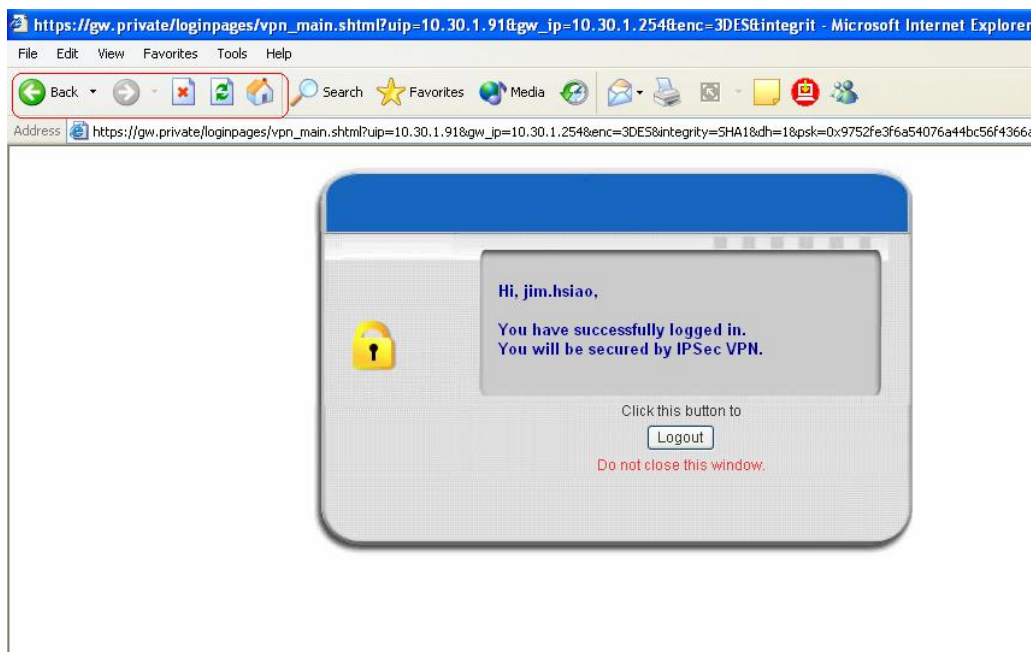 https://gw.private/loginpages/vpn_main.shtml?uip=10.30.1.91&gw_ip=10.30.1.254&enc=3DES&integrit - Microsoft Internet Explorer
File Edit View Favorites Tools Help
Back Search Favorites Media
Address https://gw.private/loginpages/vpn_main.shtml?uip=10.30.1.91&gw_ip=10.30.1.254&enc=3DES&integrity=SHA1&dh=1&psk=0x9752fe3f6a54076a44bc56f4366a
Hi, jim.hsiao,
You have successfully logged in.
You will be secured by IPSec VPN.
Click this button to
Logout
Do not close this window.